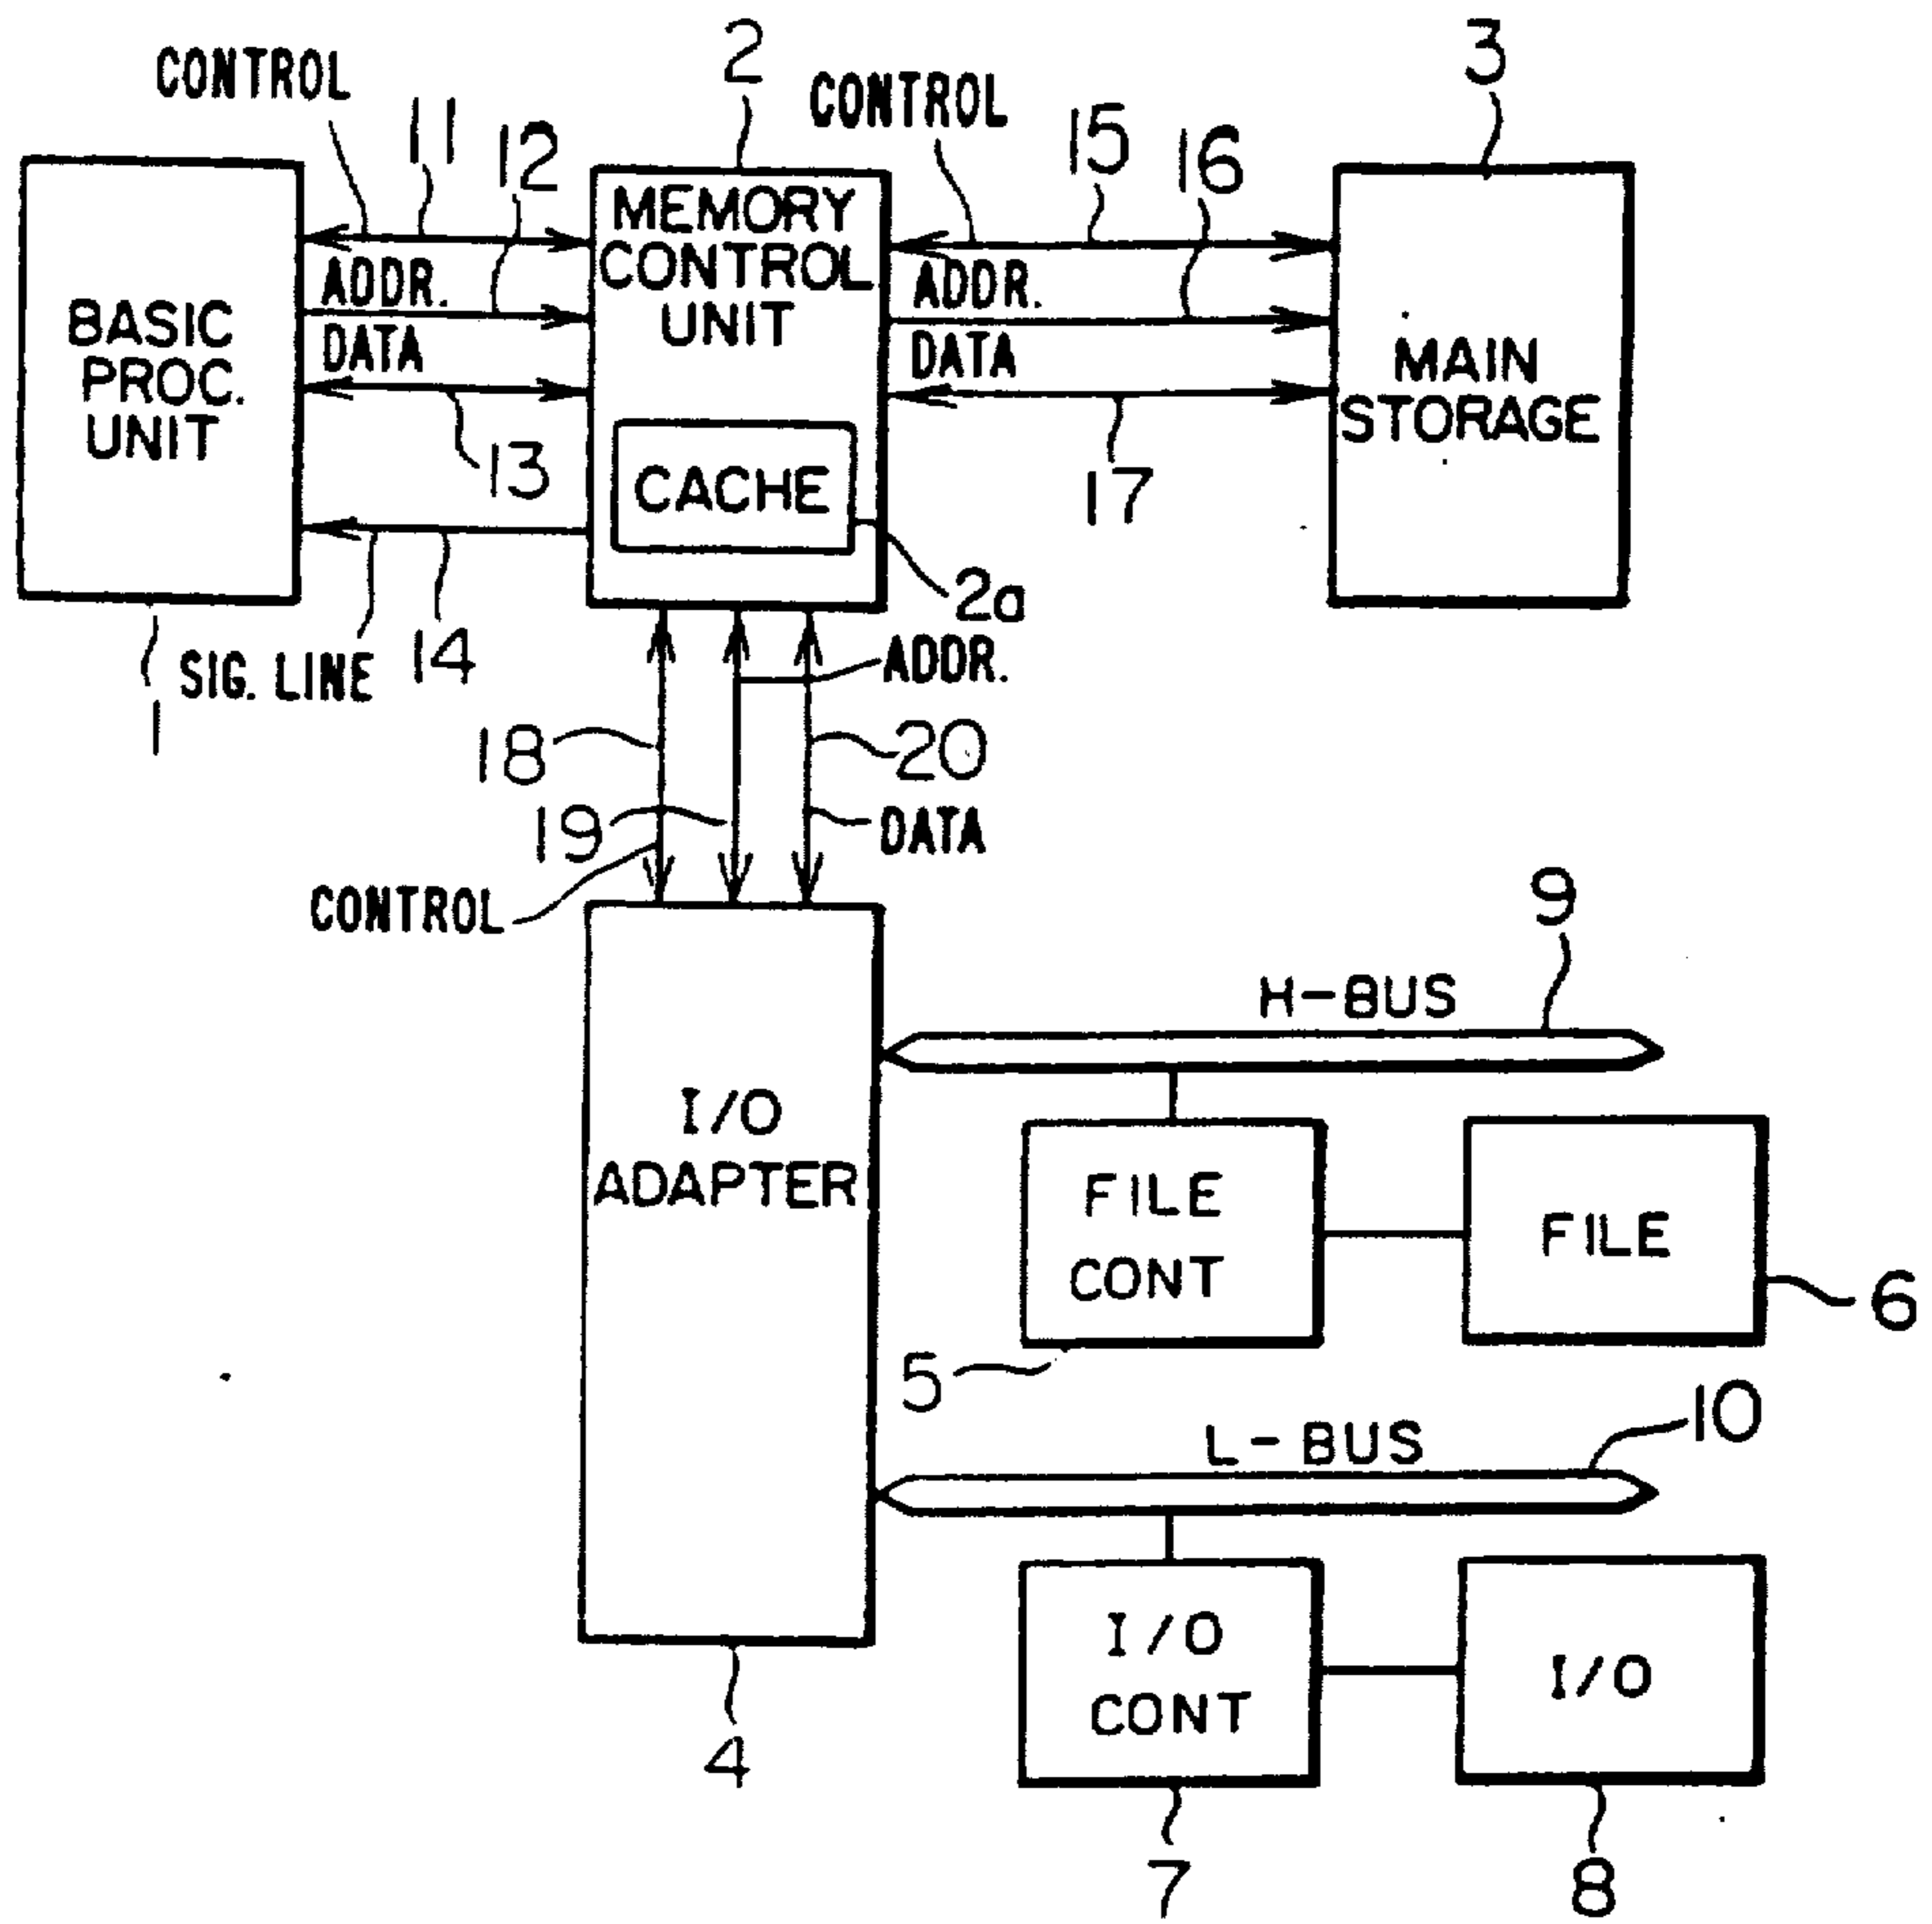 CONTROL
11
12
2
CONTROL
15
16
3
BASIC
PROC.
UNIT
ADDR.
DATA
13
MEMORY
CONTROL
UNIT
CACHE
2a
ADDR.
DATA
17
MAIN
STORAGE
1
SIG. LINE
14
ADDR.
18
20
19
DATA
CONTROL
I/O
ADAPTER
4
H-BUS
9
FILE
CONT
FILE
5
6
L-BUS
10
I/O
CONT
I/O
7
8